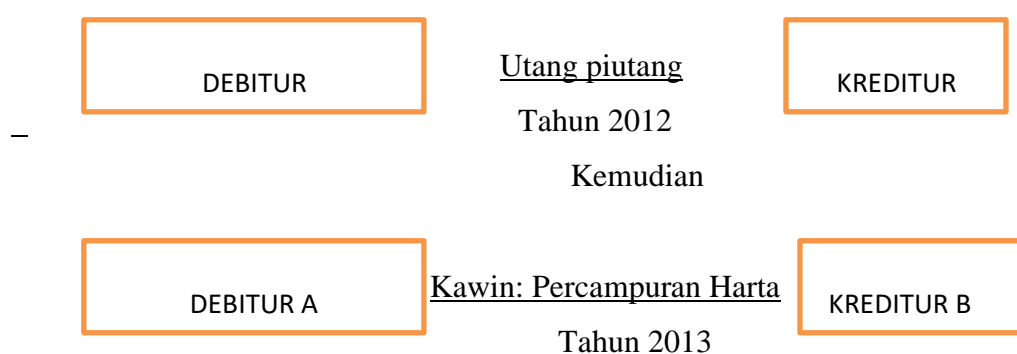 DEBITUR Utang piutang KREDITUR
Tahun 2012
Kemudian
DEBITUR A Kawin: Percampuran Harta KREDITUR B
Tahun 2013